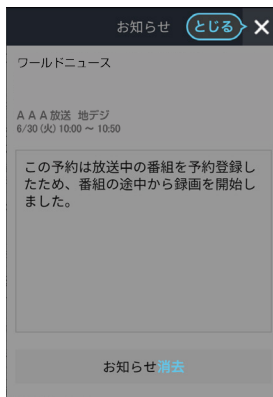 お知らせ とじる ×
ワールドニュース
AAA放送 地デジ
6/30 (火) 10:00 ～ 10:50
この予約は放送中の番組を予約登録し
たため、番組の途中から録画を開始し
ました。
お知らせ消去